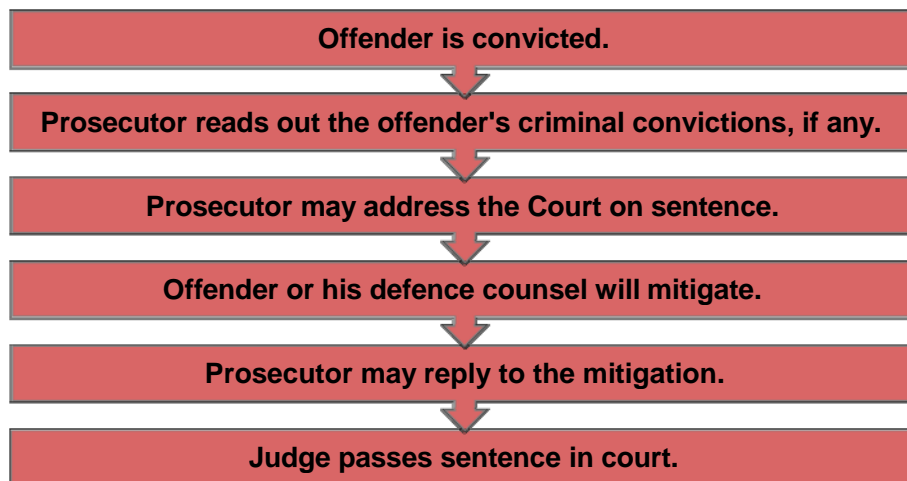 Offender is convicted.
Prosecutor reads out the offender's criminal convictions, if any.
Prosecutor may address the Court on sentence.
Offender or his defence counsel will mitigate.
Prosecutor may reply to the mitigation.
Judge passes sentence in court.